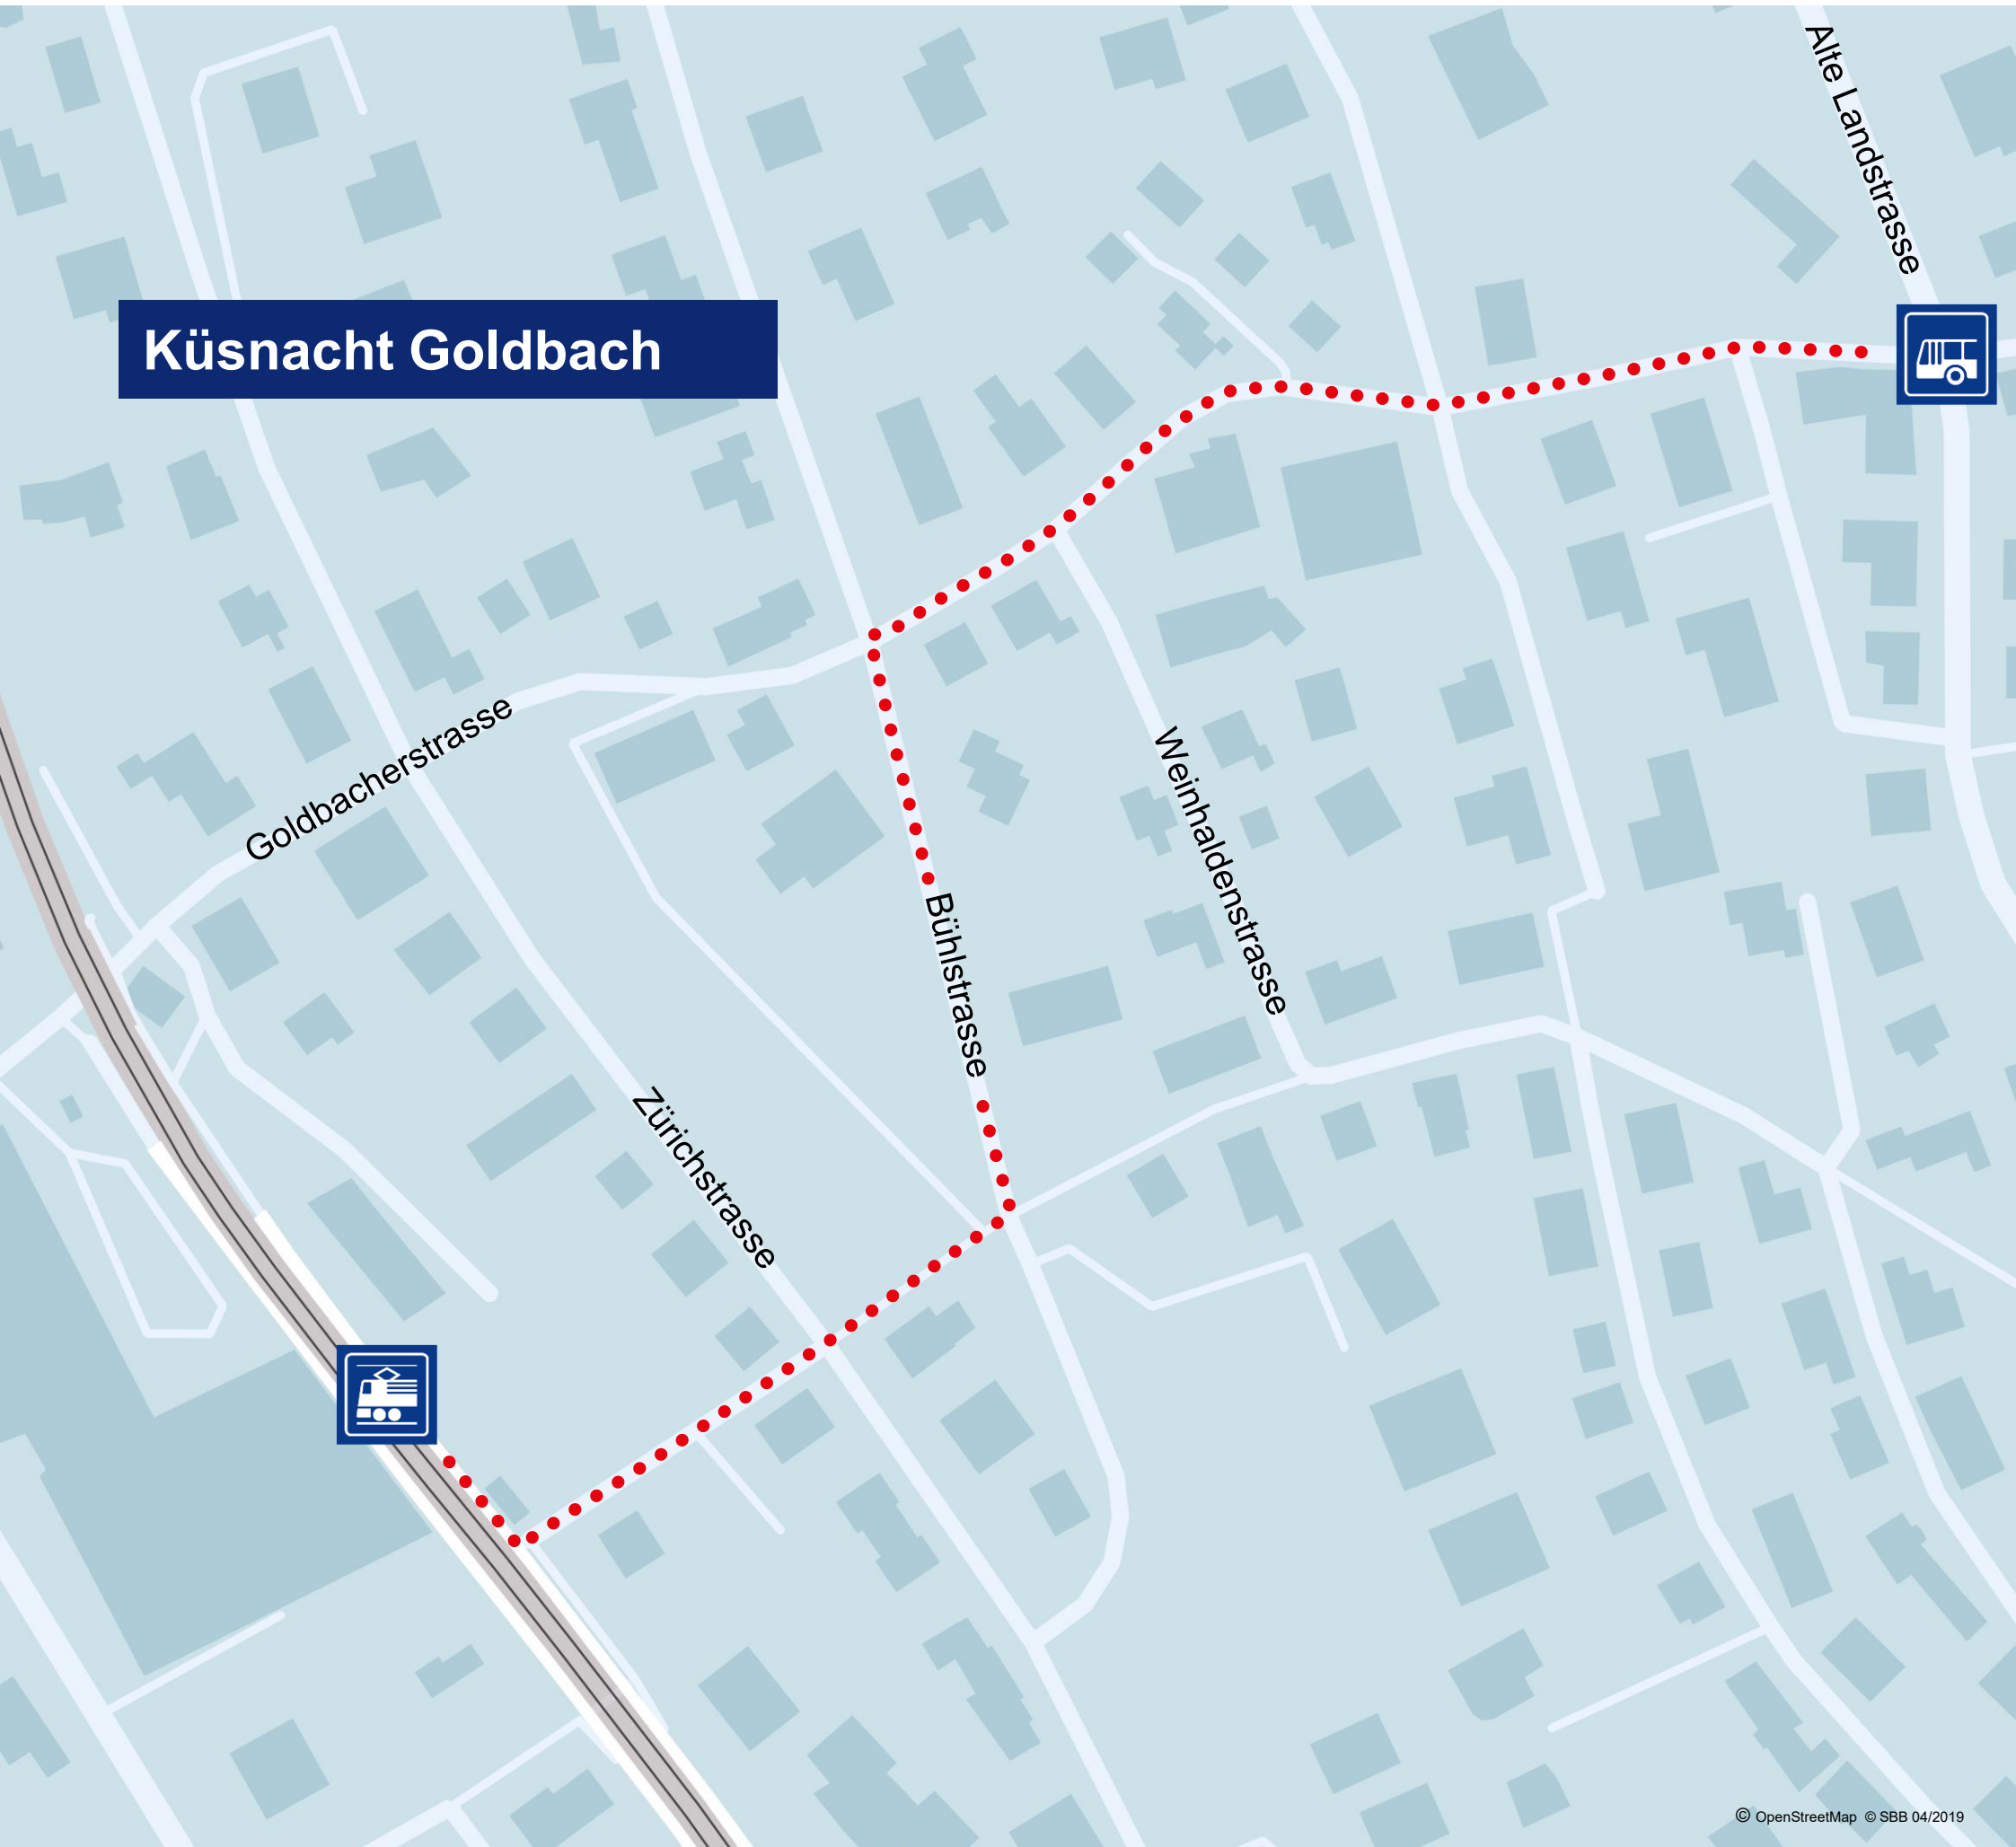 Alte Landstrasse
Küsnacht Goldbach
Goldbacherstrasse
Weinhaldenstrasse
Bühlstrasse
Zürichstrasse
© OpenStreetMap © SBB 04/2019